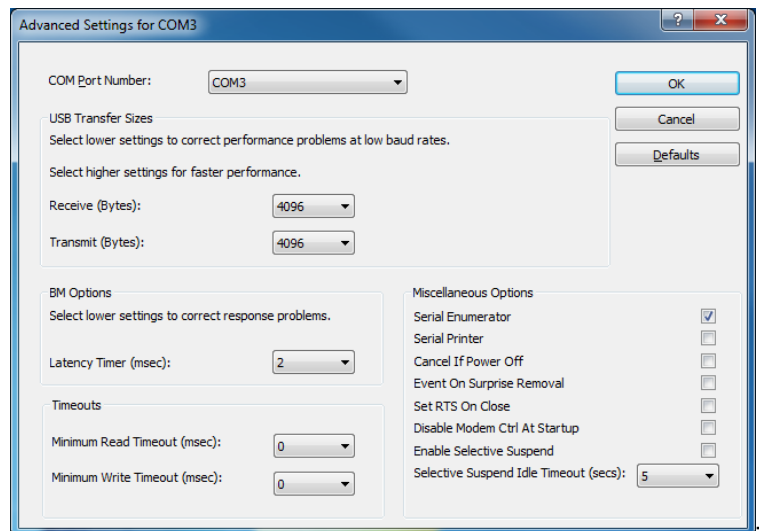 Advanced Settings for COM3
COM Port Number: COM3
OK
Cancel
Defaults
USB Transfer Sizes
Select lower settings to correct performance problems at low baud rates.
Select higher settings for faster performance.
Receive (Bytes): 4096
Transmit (Bytes): 4096
BM Options
Select lower settings to correct response problems.
Latency Timer (msec): 2
Timeouts
Minimum Read Timeout (msec): 0
Minimum Write Timeout (msec): 0
Miscellaneous Options
Serial Enumerator
Serial Printer
Cancel If Power Off
Event On Surprise Removal
Set RTS On Close
Disable Modem Ctrl At Startup
Enable Selective Suspend
Selective Suspend Idle Timeout (secs): 5